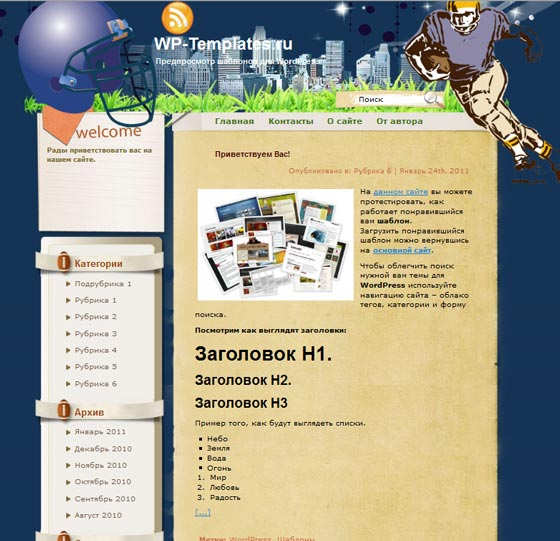 WP-Templates.ru
Предпросмотр шаблонов для Wordpress
Поиск
welcome
Рады приветствовать вас на
нашем сайте.
Главная Контакты О сайте От автора
Приветствуем Вас!
Опубликовано в: Рубрика 6 | Январь 24th. 2011
На данном сайте вы можете
протестировать, как
работает понравившийся
вам шаблон.
Загрузить понравившийся
шаблон можно вернувшись
на основной сайт.
Чтобы облегчить поиск
нужной вам темы для
WordPress используйте
навигацию сайта – облако
тегов, категории и форму
поиска.
Посмотрим как выглядят заголовки:
Заголовок H1.
Заголовок H2.
Заголовок H3
Пример того, как будут выглядеть списки.
Небо
Земля
Вода
Огонь
1. Мир
2. Любовь
3. Радость
[...]
Метки: WordPress, Шаблоны
Категории
Подрубрика 1
Рубрика 1
Рубрика 2
Рубрика 3
Рубрика 4
Рубрика 5
Рубрика 6
Архив
Январь 2011
Декабрь 2010
Ноябрь 2010
Октябрь 2010
Сентябрь 2010
Август 2010